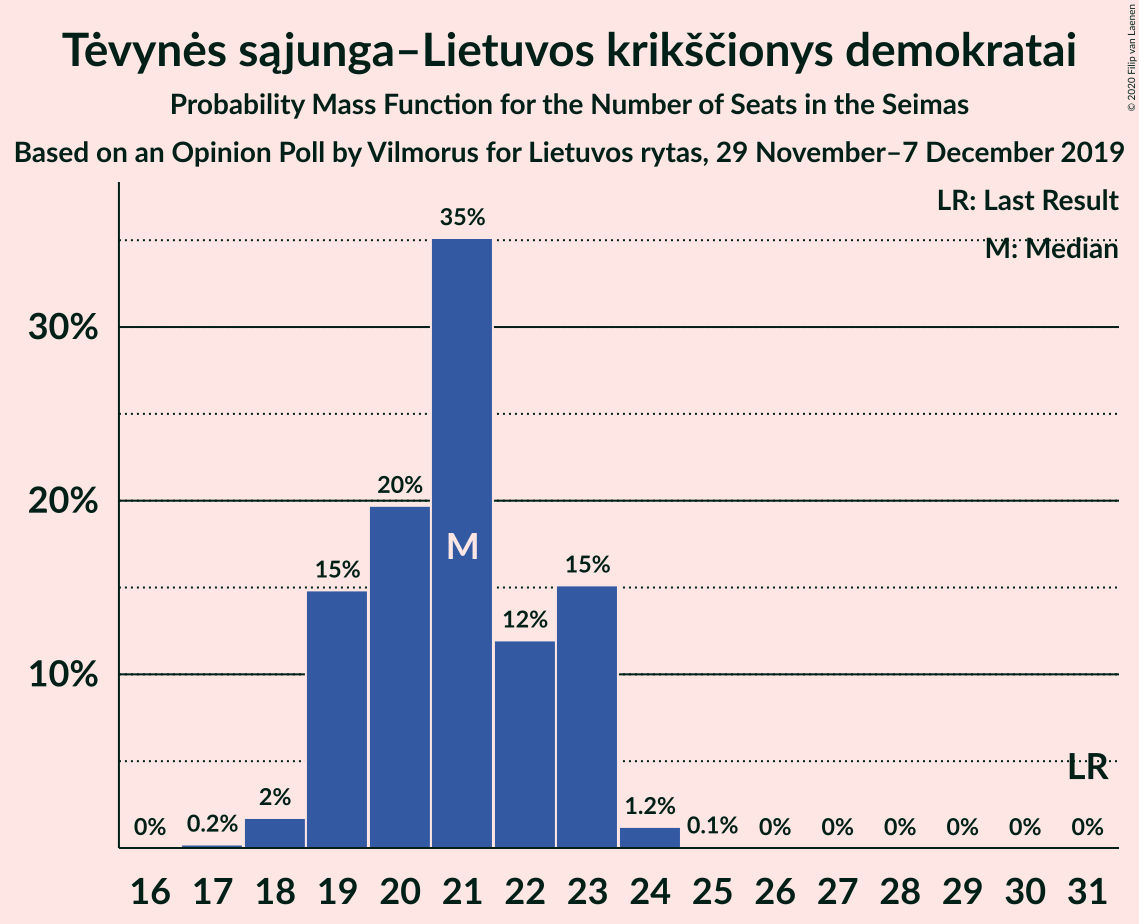 Tėvynės sąjunga–Lietuvos krikščionys demokratai
Probability Mass Function for the Number of Seats in the Seimas
Based on an Opinion Poll by Vilmorus for Lietuvos rytas, 29 November–7 December 2019
© 2020 Filip van Laenen
LR: Last Result
M: Median
35%
30%
20%
20%
M
15%
15%
12%
10%
LR
2%
1.2%
0%
0.2%
0.1%
0%
0%
0%
0%
0%
0%
16 17 18 19 20 21 22 23 24 25 26 27 28 29 30 31